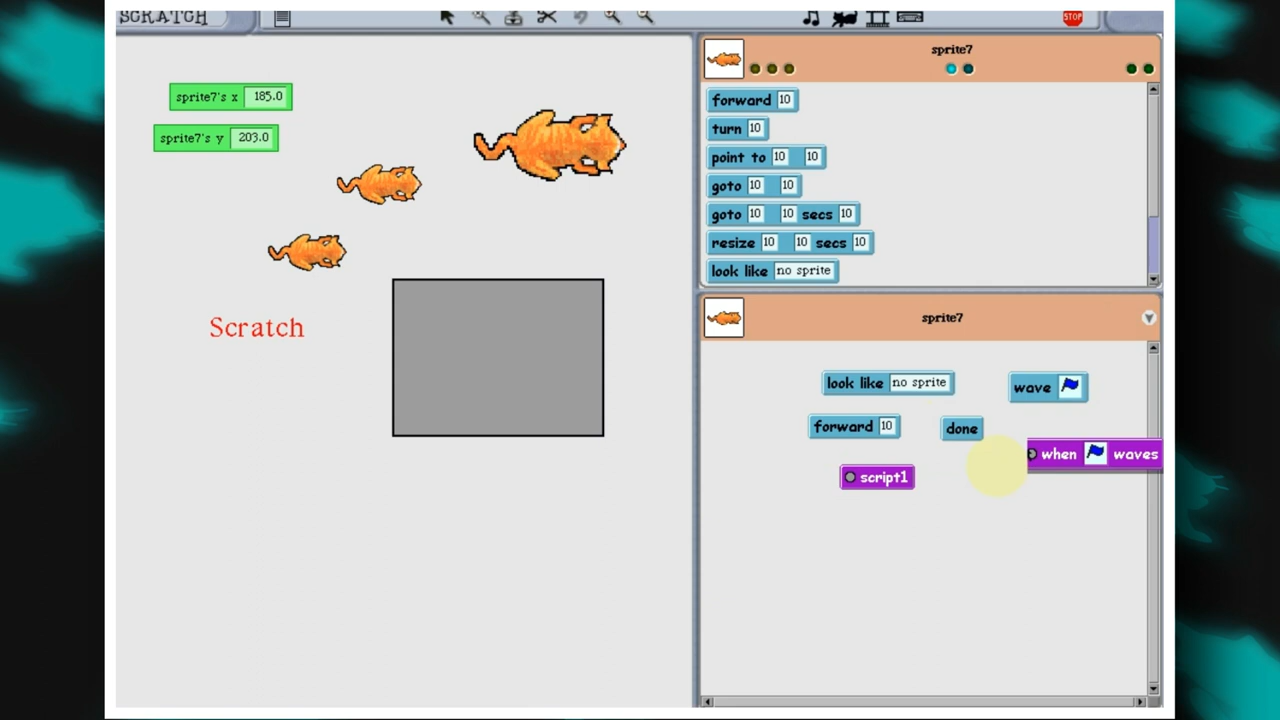 SCRATCH
STOP
sprite7's x 185.0
sprite7's y 203.0
Scratch
sprite7
forward 10
turn 10
point to 10 10
goto 10 10
goto 10 10 secs 10
resize 10 10 secs 10
look like no sprite
sprite7
look like no sprite
wave
forward 10
done
when waves
script1